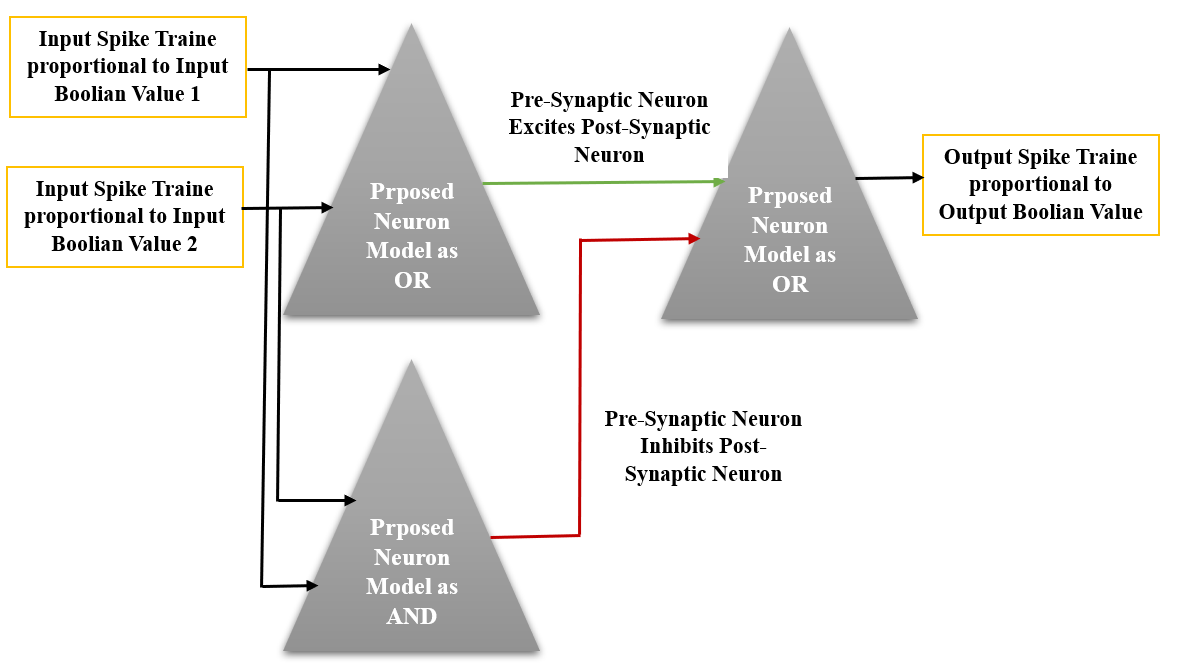 Input Spike Traine
proportional to Input
Boolian Value 1
Input Spike Traine
proportional to Input
Boolian Value 2
Prposed
Neuron
Model as
OR
Pre-Synaptic Neuron
Excites Post-Synaptic
Neuron
Prposed
Neuron
Model as
OR
Output Spike Traine
proportional to
Output Boolian Value
Pre-Synaptic Neuron
Inhibits Post-
Synaptic Neuron
Prposed
Neuron
Model as
AND